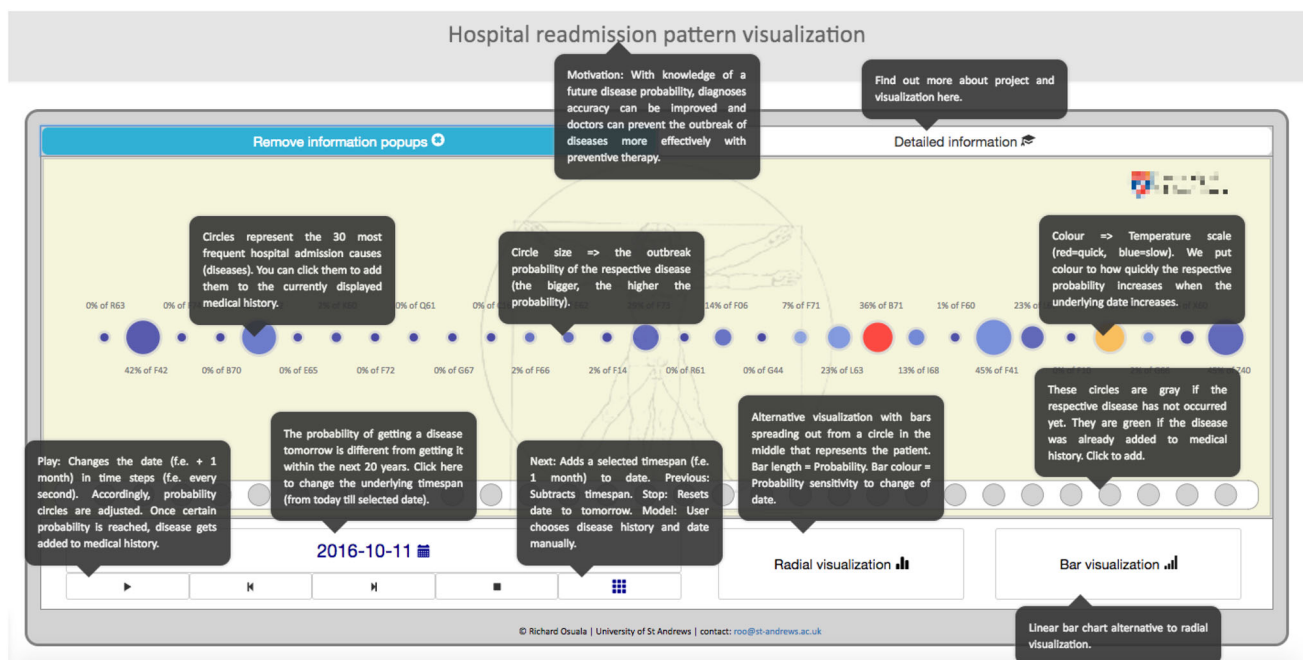 Hospital readmission pattern visualization
Motivation: With knowledge of a
future disease probability, diagnoses
accuracy can be improved and
doctors can prevent the outbreak of
diseases more effectively with
preventive therapy.
Find out more about project and
visualization here.
Remove information popups
Detailed information
Circles represent the 30 most
frequent hospital admission causes
(diseases). You can click them to add
them to the currently displayed
medical history.
Circle size => the outbreak
probability of the respective disease
(the bigger, the higher the
probability).
Colour => Temperature scale
(red=quick, blue=slow). We put
colour to how quickly the respective
probability increases when the
underlying date increases.
0% of R63 0% of 0% of Q61 14% of F06 7% of F71 36% of B71 1% of F60 23% of
42% of F42 0% of B70 0% of E65 0% of F72 0% of G67 2% of F66 2% of F14 0% of R61 0% of G44 23% of L63 13% of I68 45% of F41 Z40
These circles are gray if the
respective disease has not occurred
yet. They are green if the disease
was already added to medical
history. Click to add.
Play: Changes the date (f.e. + 1
month) in time steps (f.e. every
second). Accordingly, probability
circles are adjusted. Once certain
probability is reached, disease gets
added to medical history.
The probability of getting a disease
tomorrow is different from getting it
within the next 20 years. Click here
to change the underlying timespan
(from today till selected date).
Next: Adds a selected timespan (f.e.
1 month) to date. Previous:
Subtracts timespan. Stop: Resets
date to tomorrow. Model: User
chooses disease history and date
manually.
Alternative visualization with bars
spreading out from a circle in the
middle that represents the patient.
Bar length = Probability. Bar colour =
Probability sensitivity to change of
date.
2016-10-11
Radial visualization
Bar visualization
© Richard Osuala | University of St Andrews | contact: roo@st-andrews.ac.uk
Linear bar chart alternative to radial
visualization.